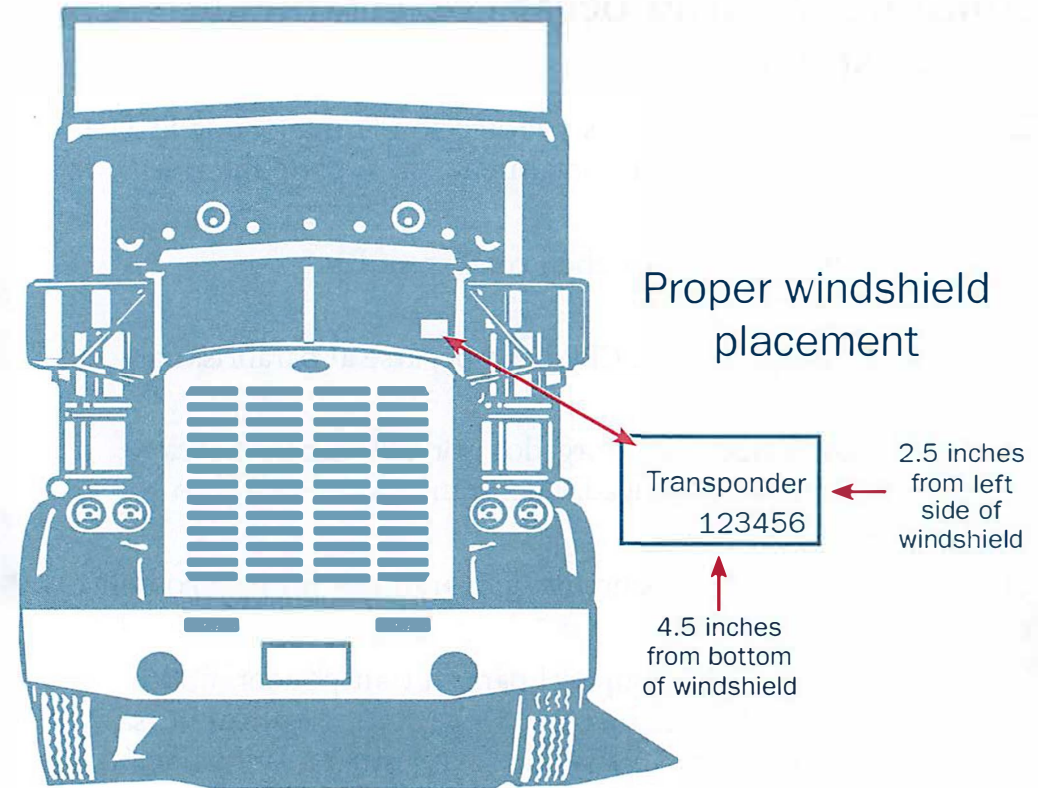 Proper windshield
placement
Transponder
123456
2.5 inches
from left
side of
windshield
4.5 inches
from bottom
of windshield